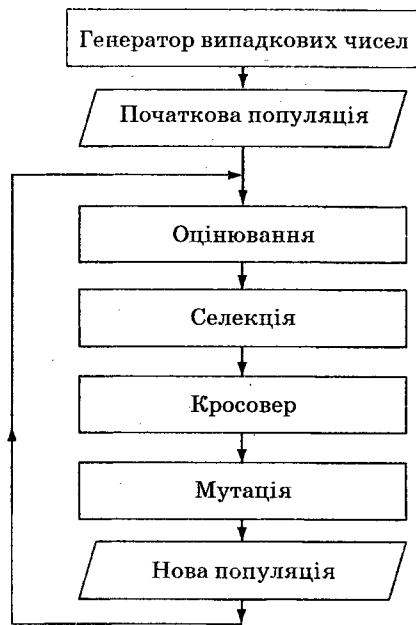 Генератор випадкових чисел
Початкова популяція
Оцінювання
Селекція
Кросовер
Мутація
Нова популяція